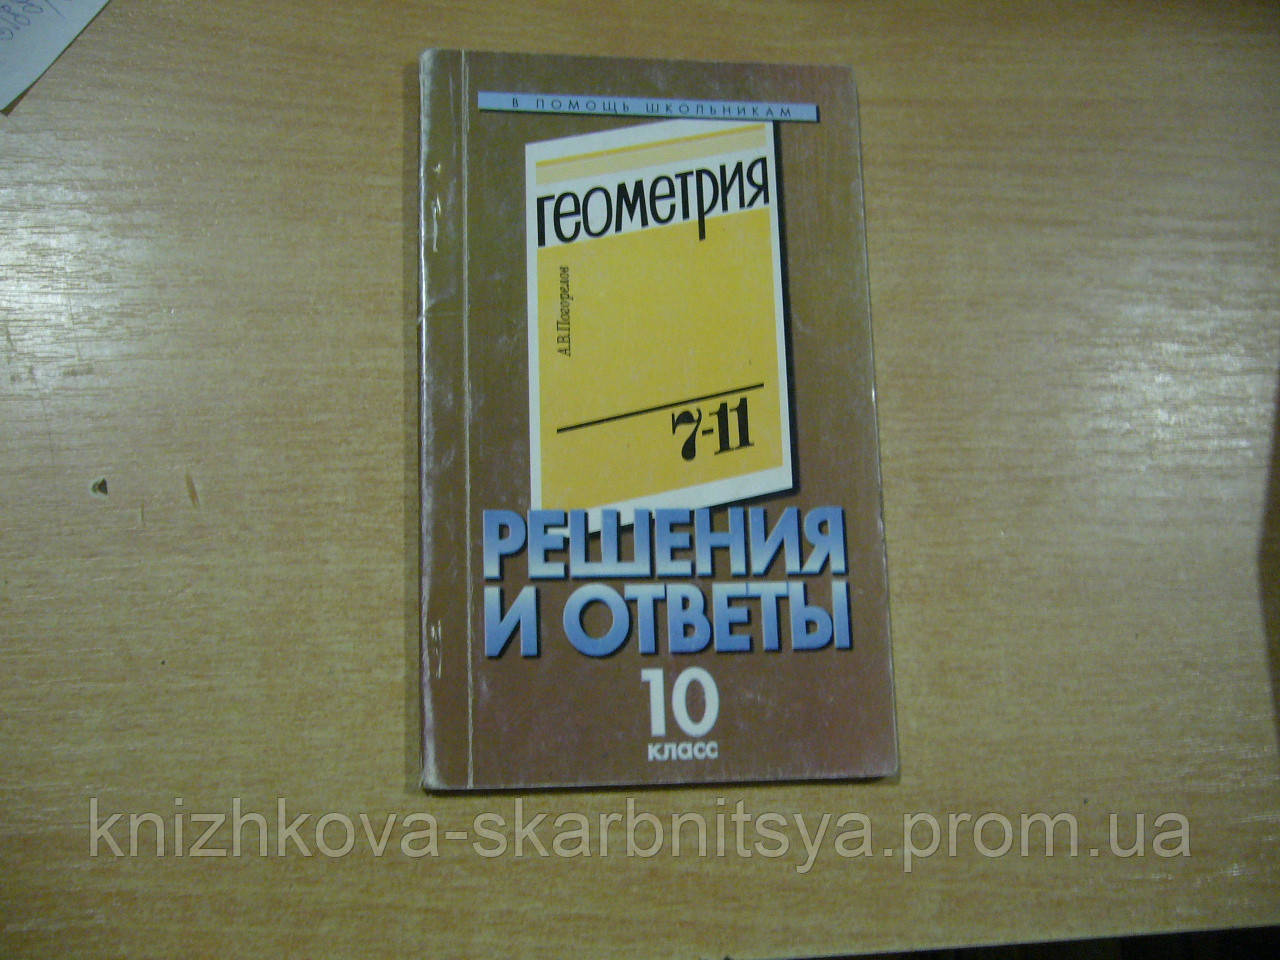 В ПОМОЩЬ ШКОЛЬНИКАМ
геометрия
А.В.Погорелов
7-11
РЕШЕНИЯ
И ОТВЕТЫ
10
класс
knizhkova-skarbnitsya.prom.ua